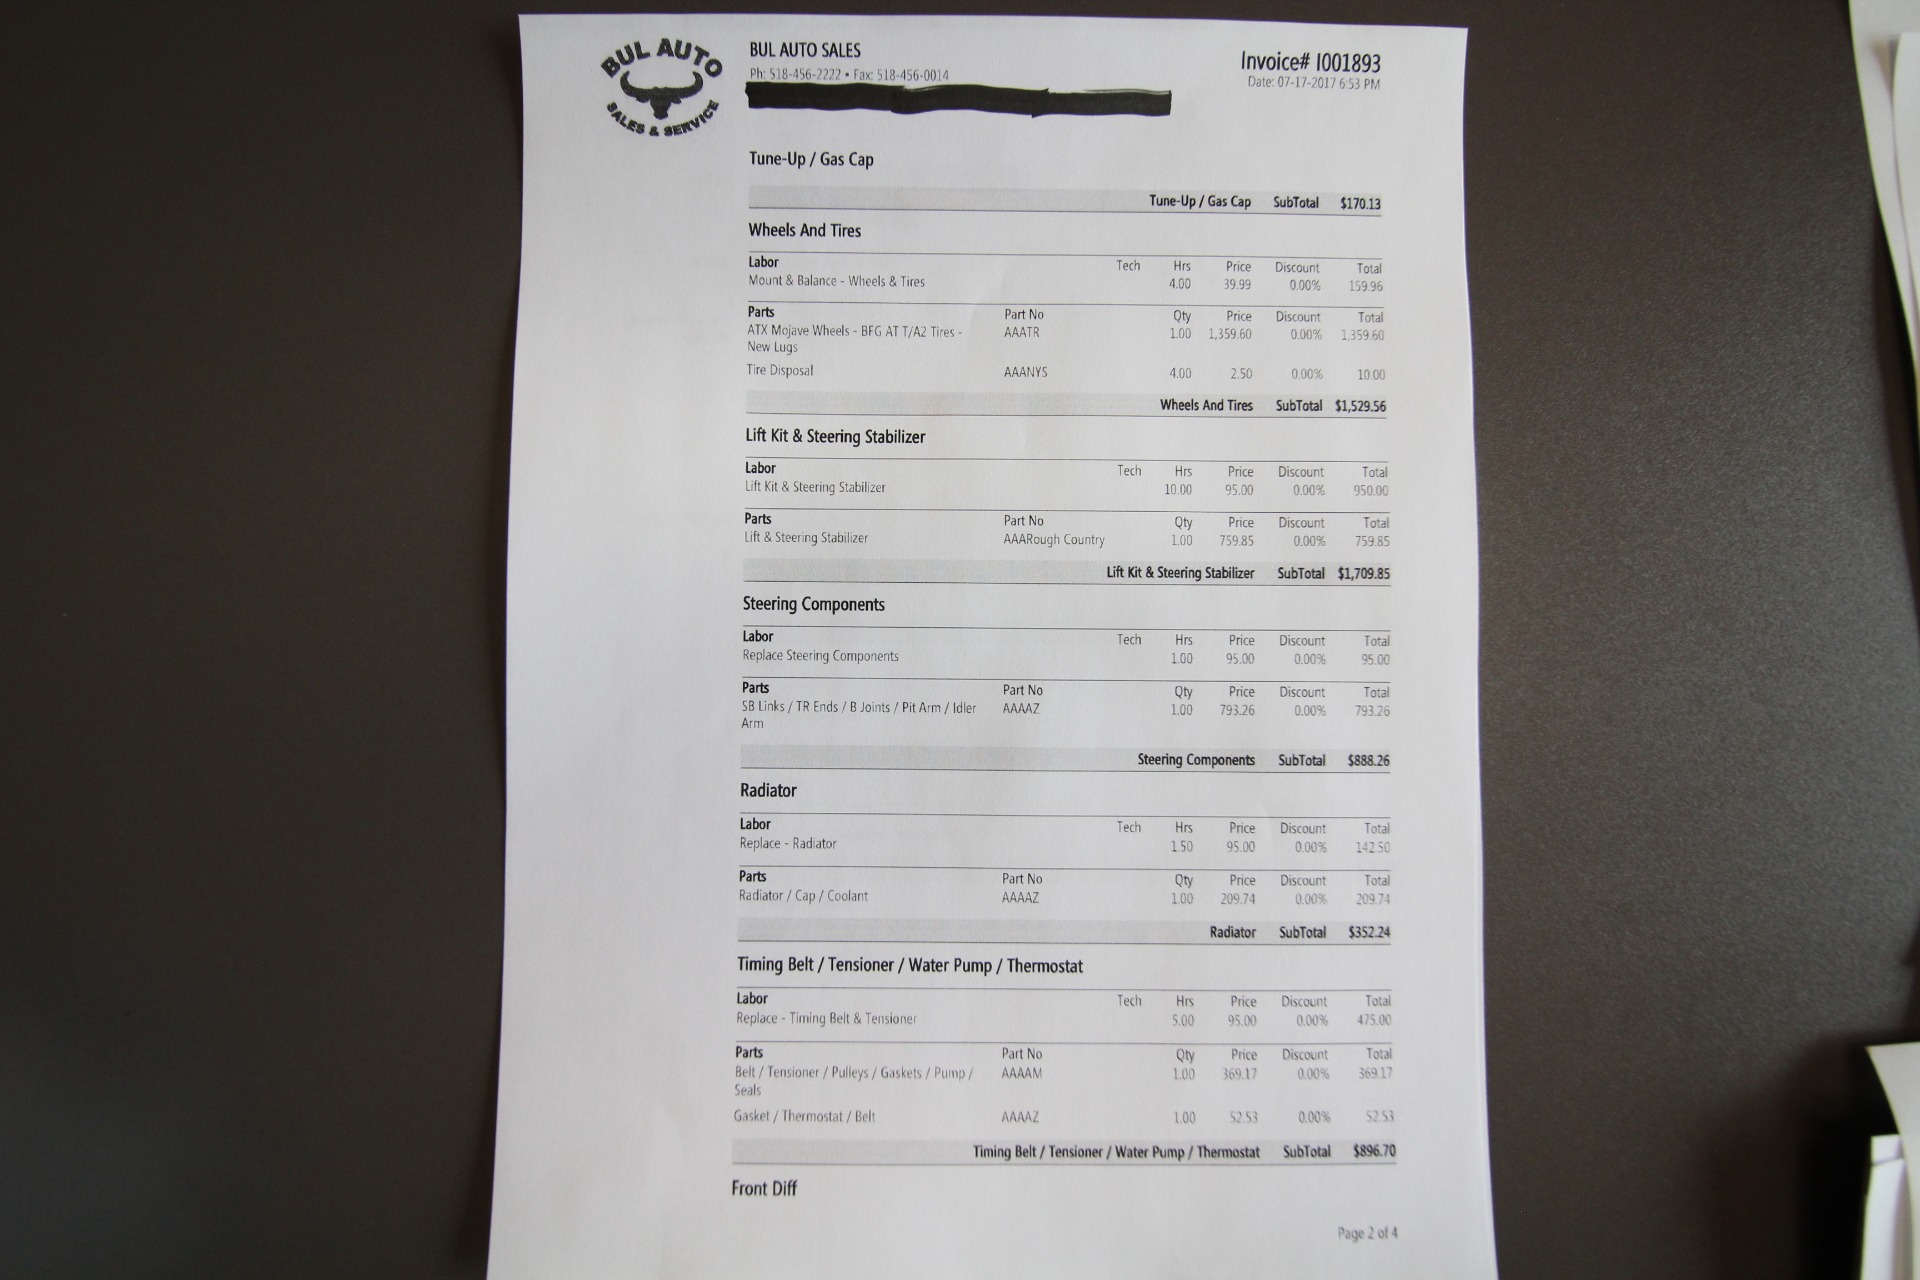 BUL AUTO
SALES & SERVICE
BUL AUTO SALES
Ph: 518-456-2222 • Fax: 518-456-0014
Invoice# I001893
Date: 07-17-2017 6:53 PM
Tune-Up / Gas Cap
Tune-Up / Gas Cap SubTotal $170.13
Wheels And Tires
Labor Tech Hrs Price Discount Total
Mount & Balance - Wheels & Tires 4.00 39.99 0.00% 159.96
Parts Part No Qty Price Discount Total
ATX Mojave Wheels - BFG AT T/A2 Tires - AAATR 1.00 1,359.60 0.00% 1,359.60
New Lugs
Tire Disposal AAANYS 4.00 2.50 0.00% 10.00
Wheels And Tires SubTotal $1,529.56
Lift Kit & Steering Stabilizer
Labor Tech Hrs Price Discount Total
Lift Kit & Steering Stabilizer 10.00 95.00 0.00% 950.00
Parts Part No Qty Price Discount Total
Lift & Steering Stabilizer AAARough Country 1.00 759.85 0.00% 759.85
Lift Kit & Steering Stabilizer SubTotal $1,709.85
Steering Components
Labor Tech Hrs Price Discount Total
Replace Steering Components 1.00 95.00 0.00% 95.00
Parts Part No Qty Price Discount Total
SB Links / TR Ends / B Joints / Pit Arm / Idler AAAAZ 1.00 793.26 0.00% 793.26
Arm
Steering Components SubTotal $888.26
Radiator
Labor Tech Hrs Price Discount Total
Replace - Radiator 1.50 95.00 0.00% 142.50
Parts Part No Qty Price Discount Total
Radiator / Cap / Coolant AAAAZ 1.00 209.74 0.00% 209.74
Radiator SubTotal $352.24
Timing Belt / Tensioner / Water Pump / Thermostat
Labor Tech Hrs Price Discount Total
Replace - Timing Belt & Tensioner 5.00 95.00 0.00% 475.00
Parts Part No Qty Price Discount Total
Belt / Tensioner / Pulleys / Gaskets / Pump / AAAAM 1.00 369.17 0.00% 369.17
Seals
Gasket / Thermostat / Belt AAAAZ 1.00 52.53 0.00% 52.53
Timing Belt / Tensioner / Water Pump / Thermostat SubTotal $896.70
Front Diff
Page 2 of 4